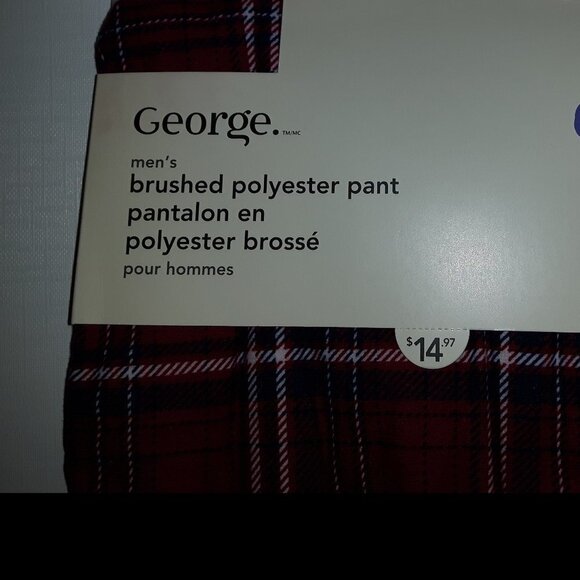 George.™/MC
men's
brushed polyester pant
pantalon en
polyester brossé
pour hommes
$14.97